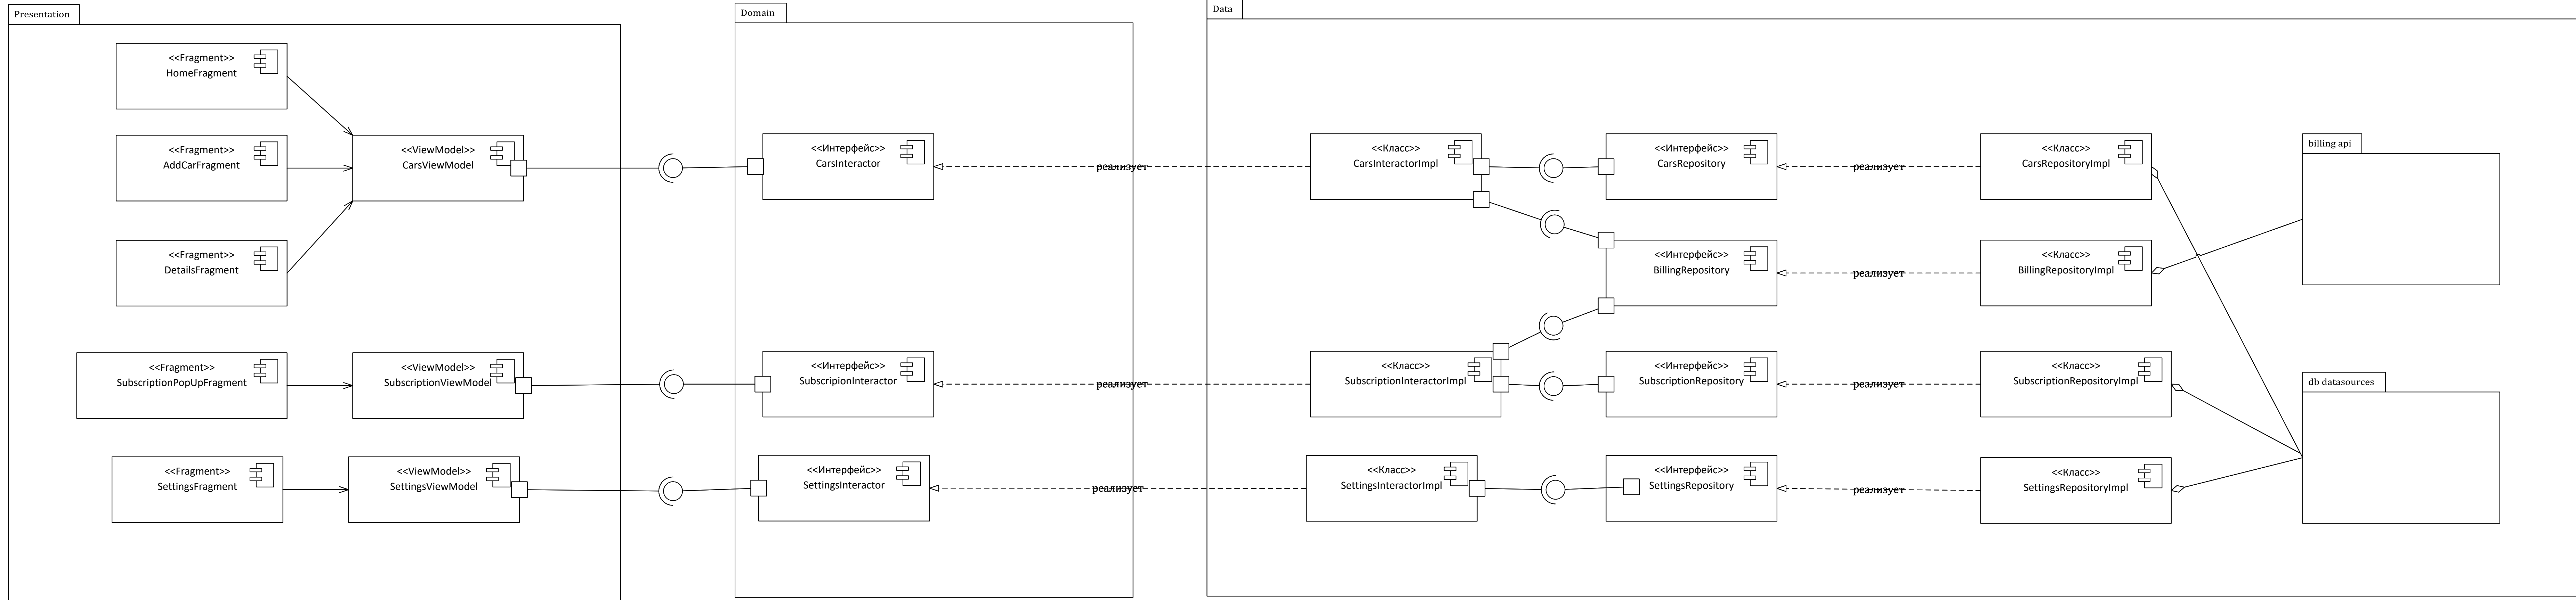 Presentation
<<Fragment>>
HomeFragment
<<Fragment>>
AddCarFragment
<<Fragment>>
DetailsFragment
<<Fragment>>
SubscriptionPopUpFragment
<<Fragment>>
SettingsFragment
<<ViewModel>>
CarsViewModel
<<ViewModel>>
SubscriptionViewModel
<<ViewModel>>
SettingsViewModel
Domain
<<Интерфейс>>
CarsInteractor
<<Интерфейс>>
SubscripionInteractor
<<Интерфейс>>
SettingsInteractor
реализует
реализует
реализует
Data
<<Класс>>
CarsInteractorImpl
<<Класс>>
SubscriptionInteractorImpl
<<Класс>>
SettingsInteractorImpl
<<Интерфейс>>
CarsRepository
<<Интерфейс>>
BillingRepository
<<Интерфейс>>
SubscriptionRepository
<<Интерфейс>>
SettingsRepository
реализует
реализует
реализует
реализует
<<Класс>>
CarsRepositoryImpl
<<Класс>>
BillingRepositoryImpl
<<Класс>>
SubscriptionRepositoryImpl
<<Класс>>
SettingsRepositoryImpl
billing api
db datasources